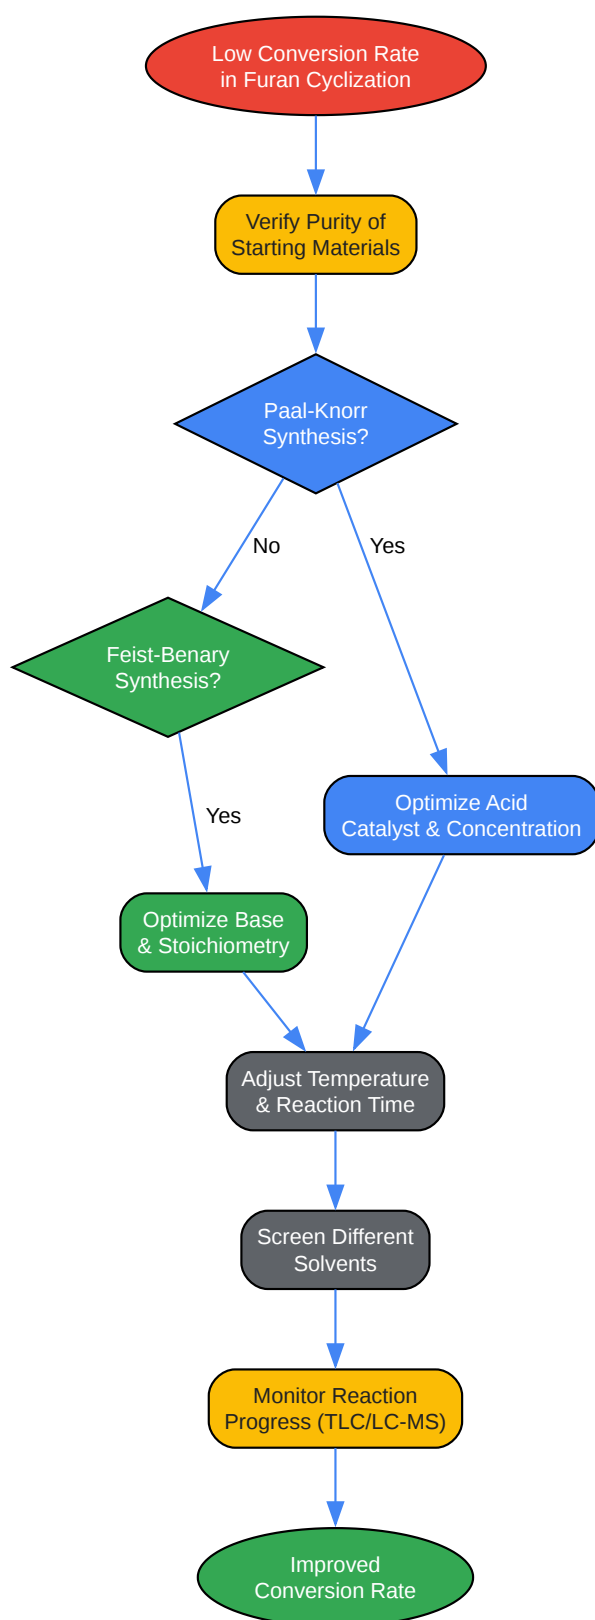 Low Conversion Rate
in Furan Cyclization
Verify Purity of
Starting Materials
Paal-Knorr
Synthesis?
No
Yes
Feist-Benary
Synthesis?
Optimize Acid
Catalyst & Concentration
Yes
Optimize Base
& Stoichiometry
Adjust Temperature
& Reaction Time
Screen Different
Solvents
Monitor Reaction
Progress (TLC/LC-MS)
Improved
Conversion Rate